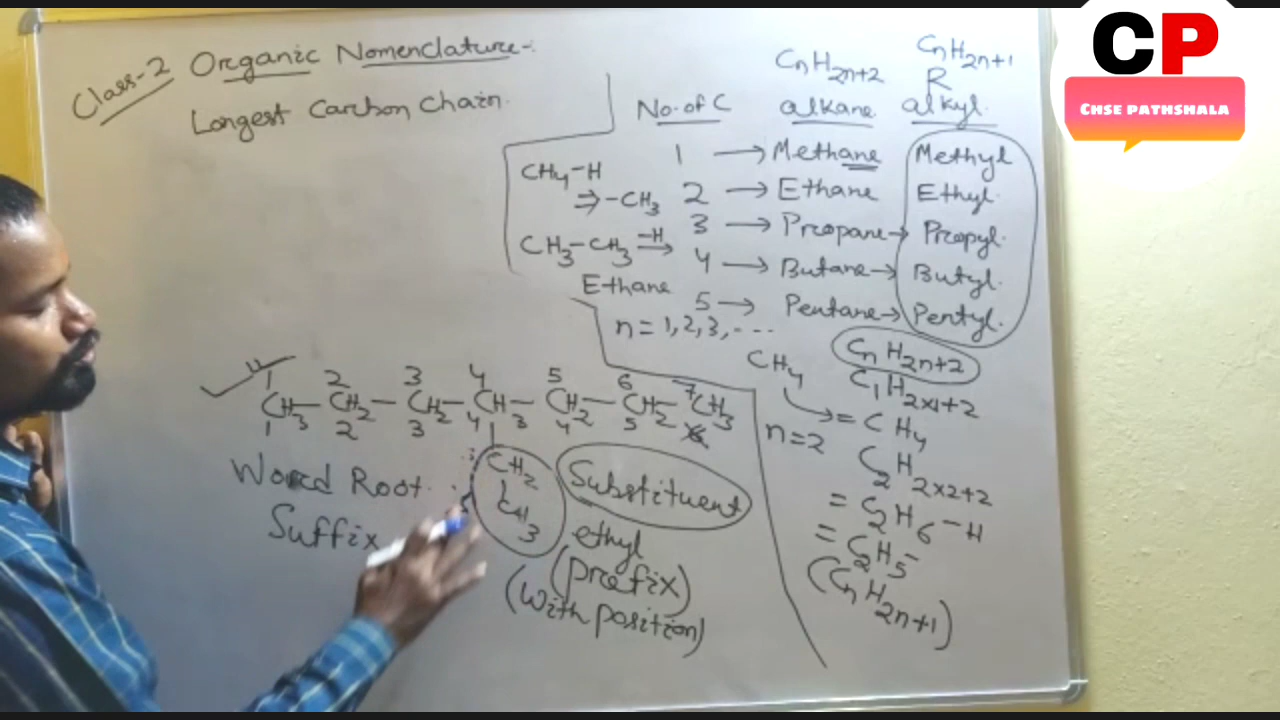 Class-2 Organic Nomenclature-:
Longest Carbon Chain.
CP
CHSE PATHSHALA
CnH2n+2 CnH2n+1
R
No. of C alkane alkyl.
1 → Methane Methyl
2 → Ethane Ethyl.
3 → Propane → Propyl.
4 → Butane → Butyl.
5 → Pentane → Pentyl.
n = 1, 2, 3, ---
CH4-H
⇒ -CH3
CH3-CH3 -H ⇒
Ethane
1 2 3 4 5 6 7
CH3 - CH2 - CH2 - CH - CH2 - CH2 - CH3
1 2 3 4 3 4 5
CH2
CH3
Substituent
ethyl
(prefix)
(with position)
Word Root
Suffix
CnH2n+2
CH4 C1H2×1+2
= CH4
n=2 C2H2×2+2
= C2H6-H
= C2H5-
(CnH2n+1)